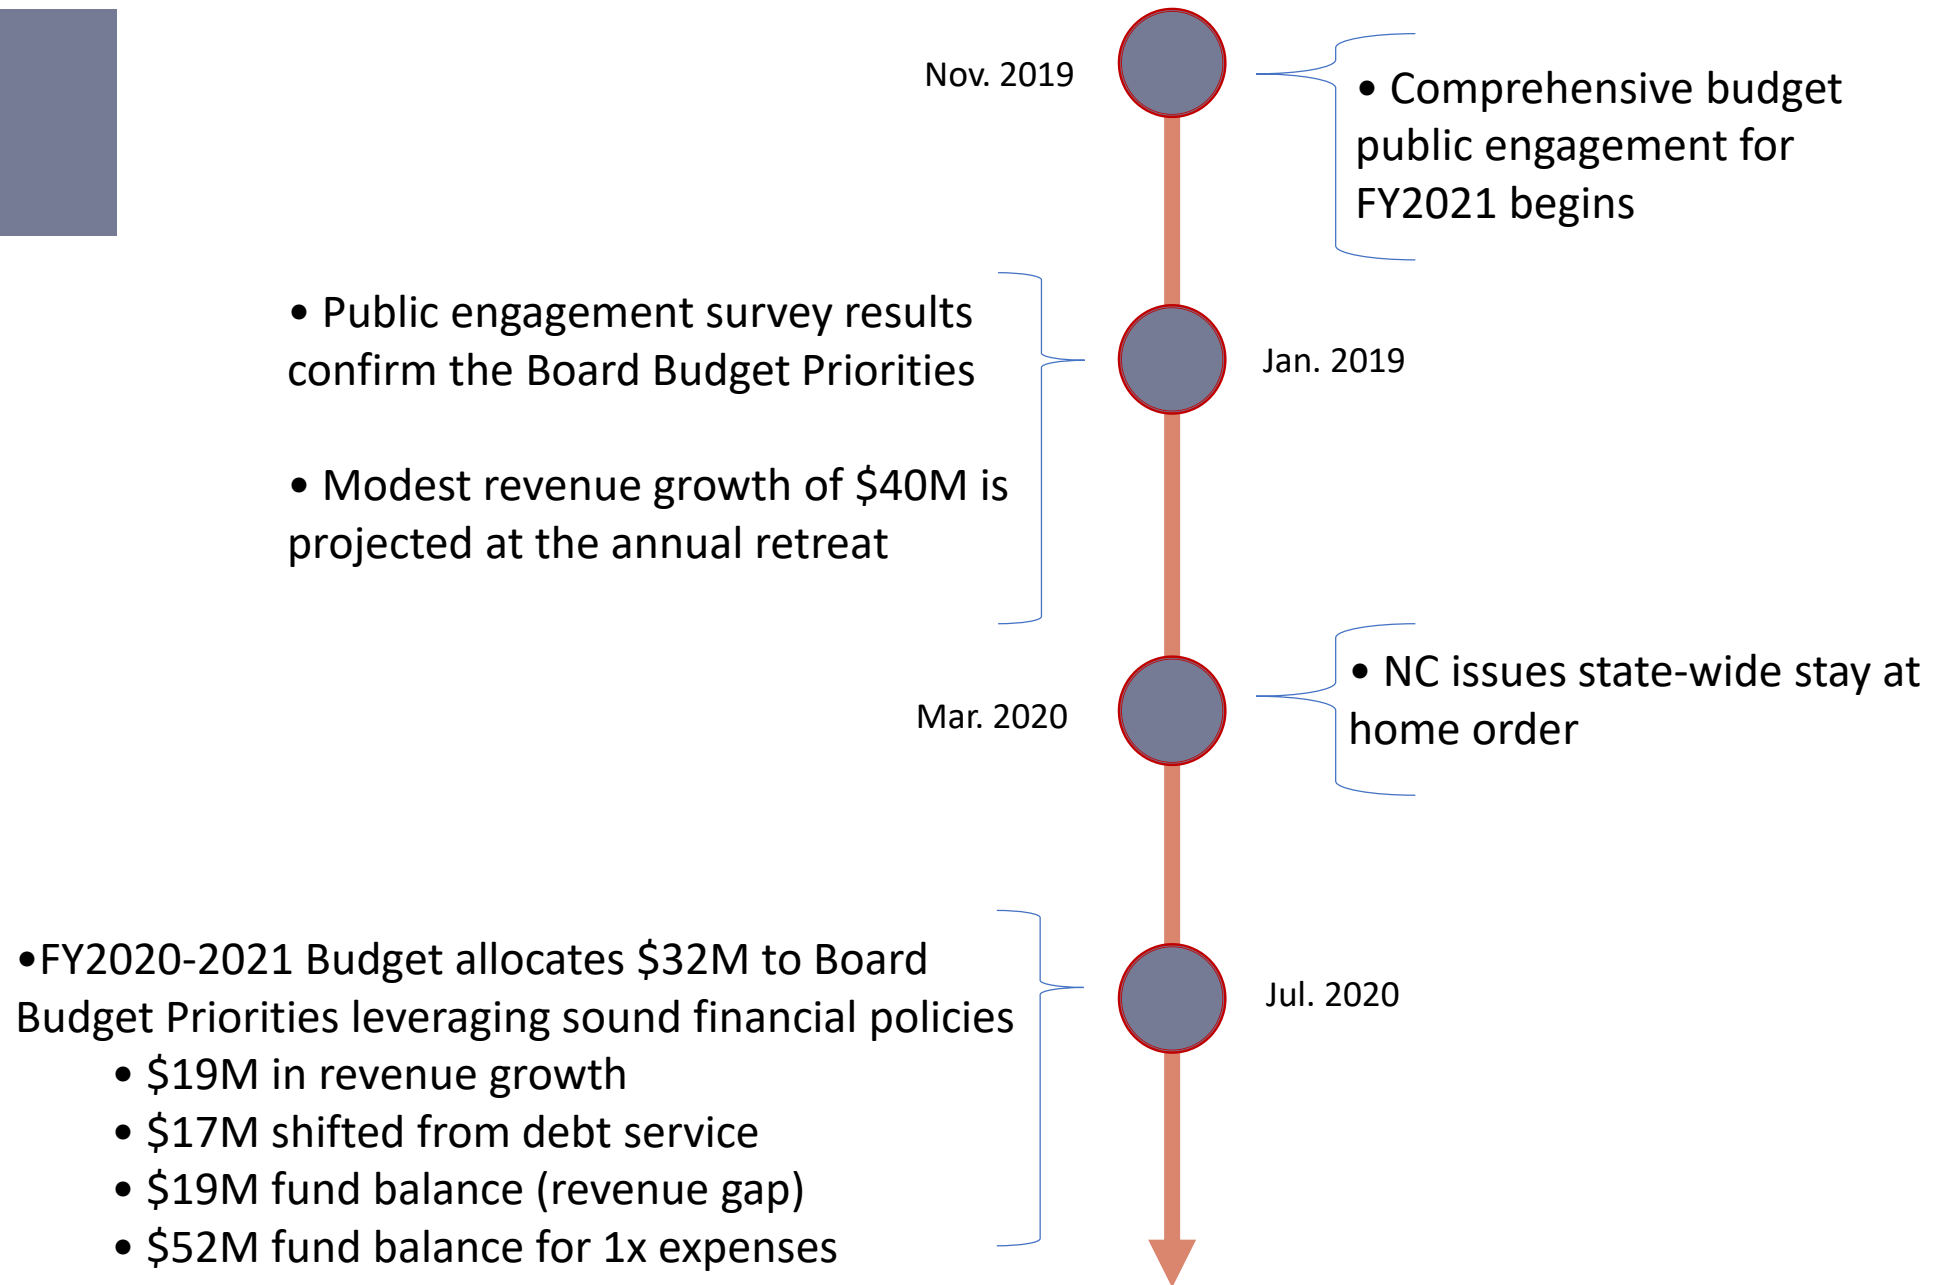 Nov. 2019
• Comprehensive budget
public engagement for
FY2021 begins
• Public engagement survey results
confirm the Board Budget Priorities
• Modest revenue growth of $40M is
projected at the annual retreat
Jan. 2019
Mar. 2020
• NC issues state-wide stay at
home order
•FY2020-2021 Budget allocates $32M to Board
Budget Priorities leveraging sound financial policies
• $19M in revenue growth
• $17M shifted from debt service
• $19M fund balance (revenue gap)
• $52M fund balance for 1x expenses
Jul. 2020